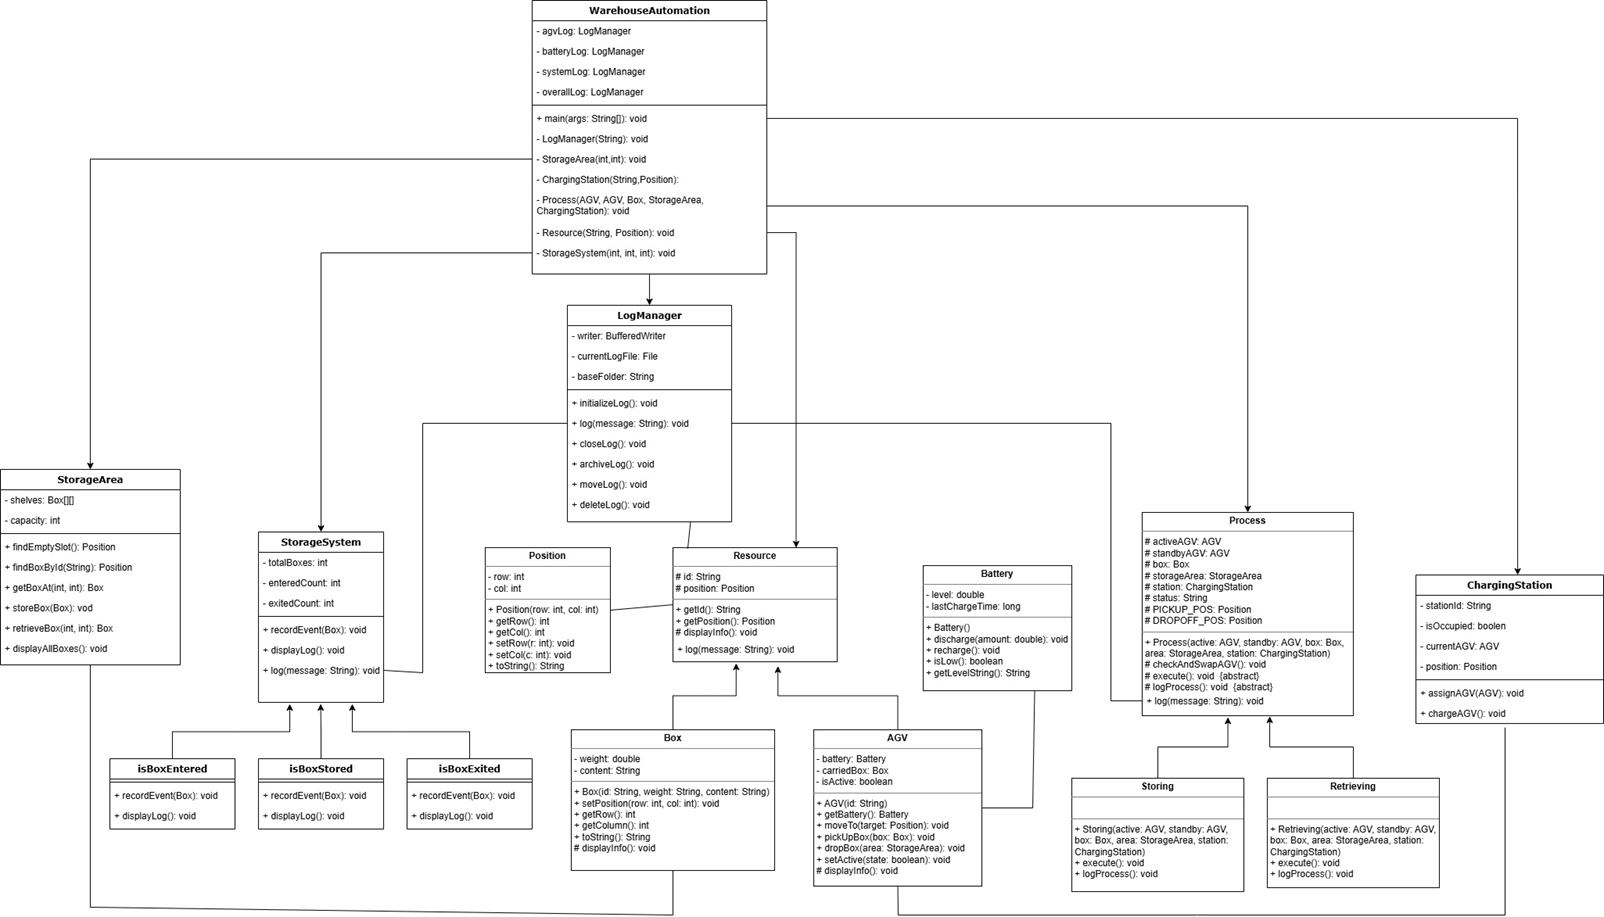 WarehouseAutomation
- agvLog: LogManager
- batteryLog: LogManager
- systemLog: LogManager
- overallLog: LogManager
+ main(args: String[]): void
- LogManager(String): void
- StorageArea(int,int): void
- ChargingStation(String,Position):
- Process(AGV, AGV, Box, StorageArea,
ChargingStation): void
- Resource(String, Position): void
- StorageSystem(int, int, int): void
LogManager
- writer: BufferedWriter
- currentLogFile: File
- baseFolder: String
+ initializeLog(): void
+ log(message: String): void
+ closeLog(): void
+ archiveLog(): void
+ moveLog(): void
+ deleteLog(): void
StorageArea
- shelves: Box[][]
- capacity: int
+ findEmptySlot(): Position
+ findBoxById(String): Position
+ getBoxAt(int, int): Box
+ storeBox(Box): vod
+ retrieveBox(int, int): Box
+ displayAllBoxes(): void
StorageSystem
- totalBoxes: int
- enteredCount: int
- exitedCount: int
+ recordEvent(Box): void
+ displayLog(): void
+ log(message: String): void
Position
- row: int
- col: int
+ Position(row: int, col: int)
+ getRow(): int
+ getCol(): int
+ setRow(r: int): void
+ setCol(c: int): void
+ toString(): String
Resource
# id: String
# position: Position
+ getId(): String
+ getPosition(): Position
# displayInfo(): void
+ log(message: String): void
Battery
- level: double
- lastChargeTime: long
+ Battery()
+ discharge(amount: double): void
+ recharge(): void
+ isLow(): boolean
+ getLevelString(): String
Process
# activeAGV: AGV
# standbyAGV: AGV
# box: Box
# storageArea: StorageArea
# station: ChargingStation
# status: String
# PICKUP_POS: Position
# DROPOFF_POS: Position
+ Process(active: AGV, standby: AGV, box: Box,
area: StorageArea, station: ChargingStation)
# checkAndSwapAGV(): void
# execute(): void {abstract}
# logProcess(): void {abstract}
+ log(message: String): void
ChargingStation
- stationId: String
- isOccupied: boolen
- currentAGV: AGV
- position: Position
+ assignAGV(AGV): void
+ chargeAGV(): void
isBoxEntered
+ recordEvent(Box): void
+ displayLog(): void
isBoxStored
+ recordEvent(Box): void
+ displayLog(): void
isBoxExited
+ recordEvent(Box): void
+ displayLog(): void
Box
- weight: double
- content: String
+ Box(id: String, weight: String, content: String)
+ setPosition(row: int, col: int): void
+ getRow(): int
+ getColumn(): int
+ toString(): String
# displayInfo(): void
AGV
- battery: Battery
- carriedBox: Box
- isActive: boolean
+ AGV(id: String)
+ getBattery(): Battery
+ moveTo(target: Position): void
+ pickUpBox(box: Box): void
+ dropBox(area: StorageArea): void
+ setActive(state: boolean): void
# displayInfo(): void
Storing
+ Storing(active: AGV, standby: AGV,
box: Box, area: StorageArea, station:
ChargingStation)
+ execute(): void
+ logProcess(): void
Retrieving
+ Retrieving(active: AGV, standby: AGV,
box: Box, area: StorageArea, station:
ChargingStation)
+ execute(): void
+ logProcess(): void